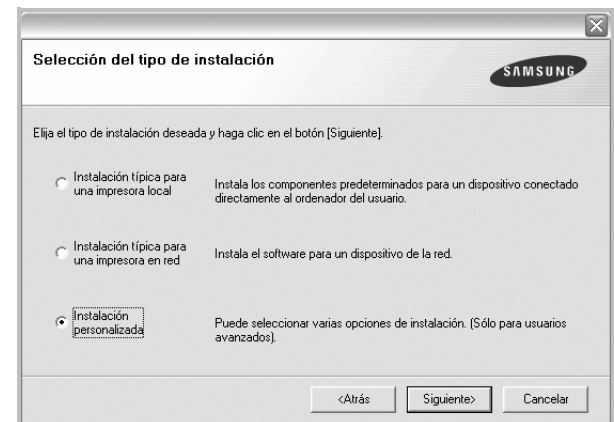 Selección del tipo de instalación
SAMSUNG
Elija el tipo de instalación deseada y haga clic en el botón [Siguiente].
Instalación típica para
una impresora local
Instala los componentes predeterminados para un dispositivo conectado
directamente al ordenador del usuario.
Instalación típica para
una impresora en red
Instala el software para un dispositivo de la red.
Instalación
personalizada
Puede seleccionar varias opciones de instalación. (Sólo para usuarios
avanzados).
<Atrás
Siguiente>
Cancelar